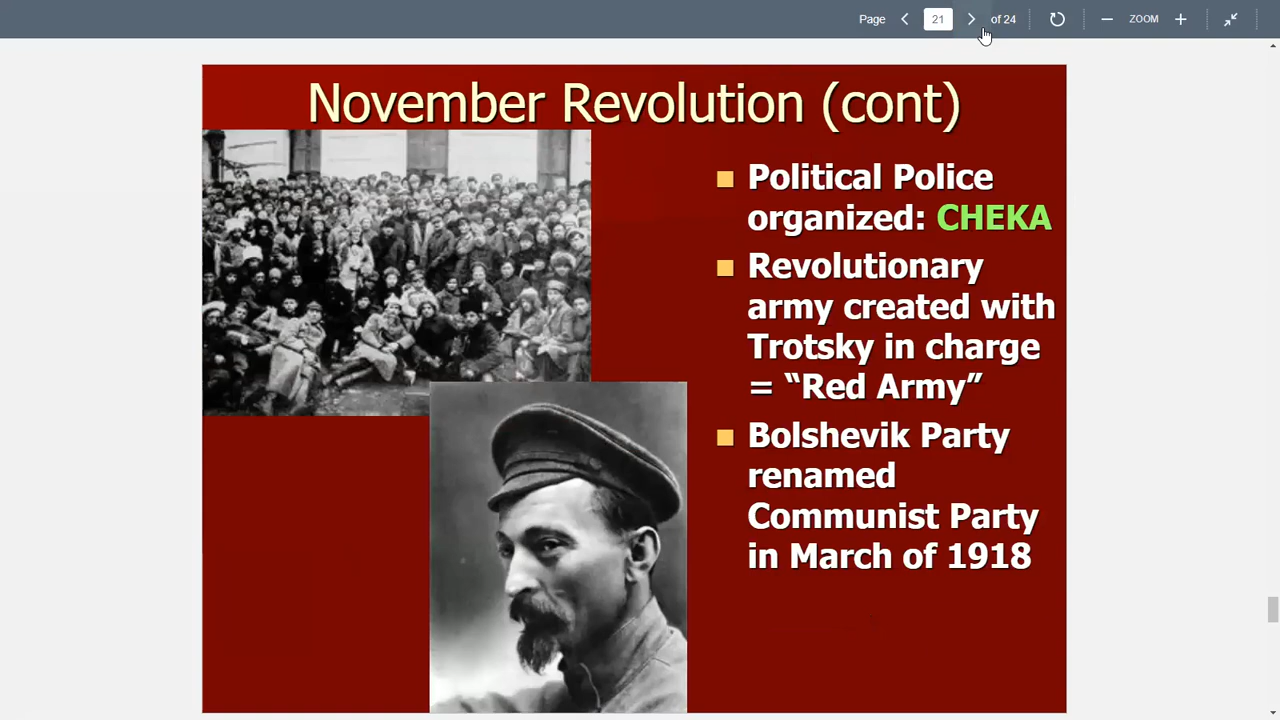 Page 21 of 24 ZOOM
November Revolution (cont)
Political Police
organized: CHEKA
Revolutionary
army created with
Trotsky in charge
= “Red Army”
Bolshevik Party
renamed
Communist Party
in March of 1918